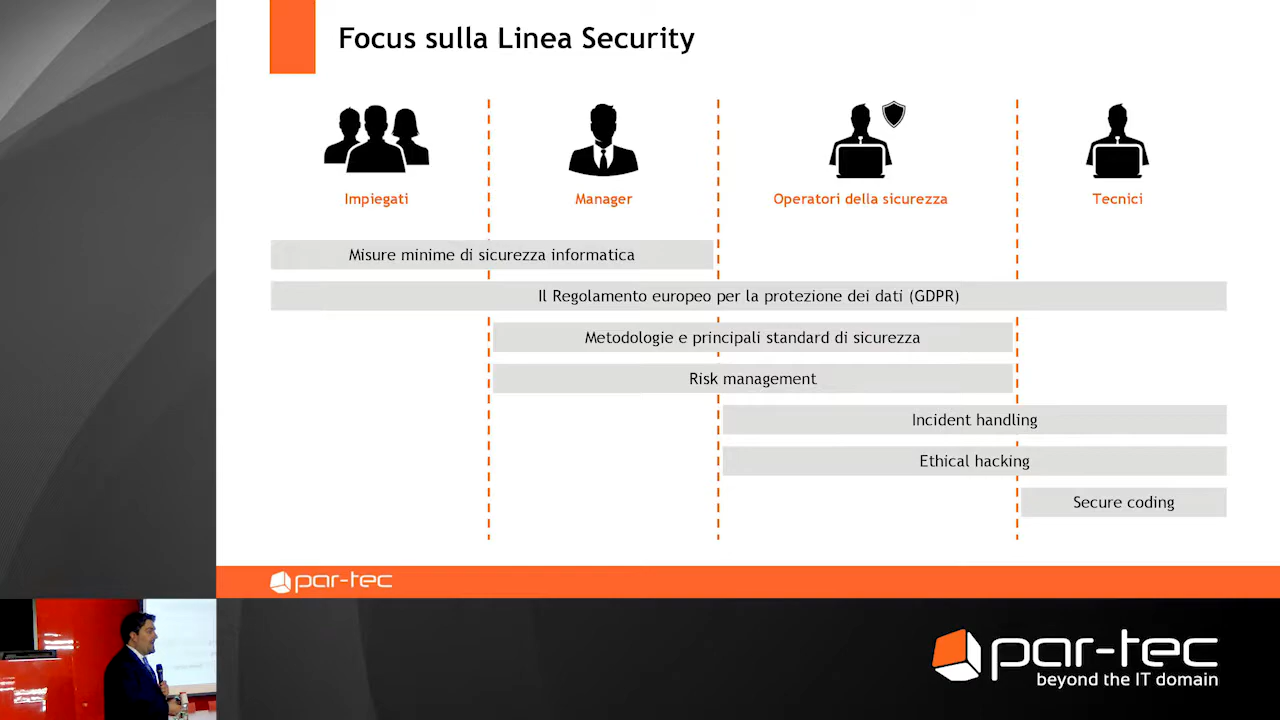 Focus sulla Linea Security
Impiegati
Manager
Operatori della sicurezza
Tecnici
Misure minime di sicurezza informatica
Il Regolamento europeo per la protezione dei dati (GDPR)
Metodologie e principali standard di sicurezza
Risk management
Incident handling
Ethical hacking
Secure coding
par-tec
par-tec
beyond the IT domain